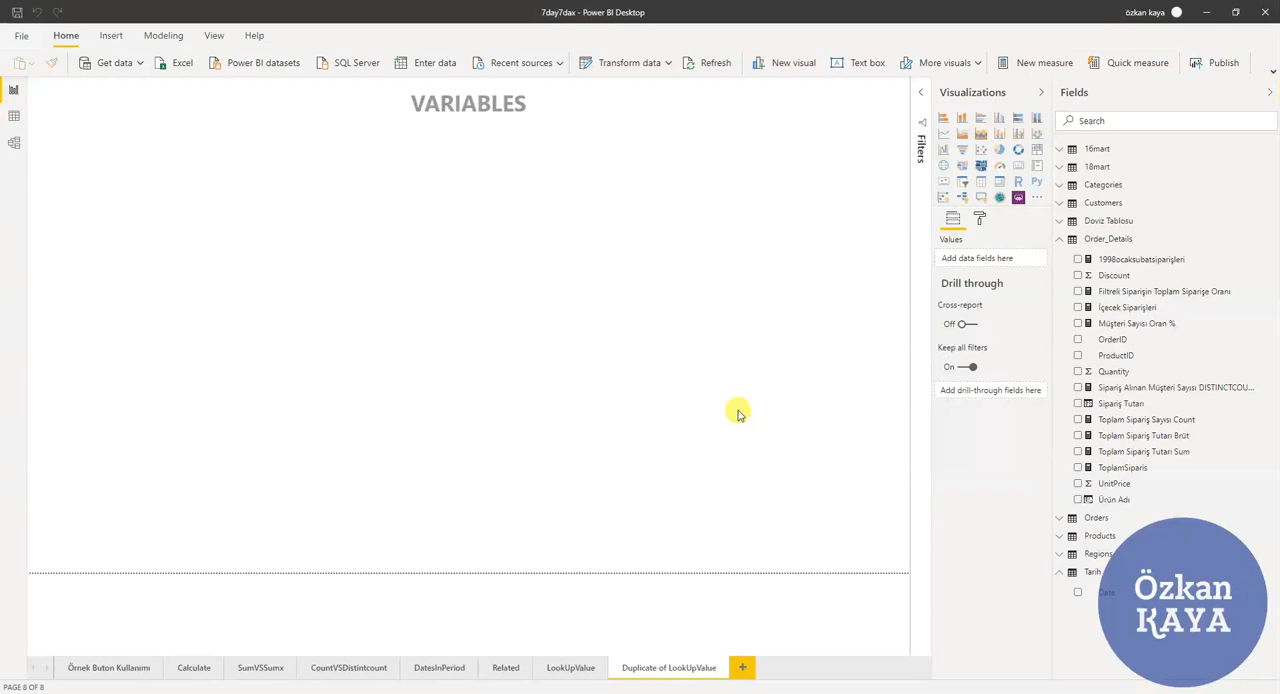 7day7dax - Power BI Desktop
özkan kaya
File Home Insert Modeling View Help
Get data Excel Power BI datasets SQL Server Enter data Recent sources Transform data Refresh New visual Text box More visuals New measure Quick measure Publish
VARIABLES
Filters
Visualizations
R Py
Values
Add data fields here
Drill through
Cross-report
Off
Keep all filters
On
Add drill-through fields here
Fields
Search
16mart
18mart
Categories
Customers
Doviz Tablosu
Order_Details
1998ocaksubatsiparişleri
Discount
Filtreli Siparişin Toplam Siparişe Oranı
İçecek Siparişleri
Müşteri Sayısı Oran %
OrderID
ProductID
Quantity
Sipariş Alınan Müşteri Sayısı DISTINCTCOU...
Sipariş Tutarı
Toplam Sipariş Sayısı Count
Toplam Sipariş Tutarı Brüt
Toplam Sipariş Tutarı Sum
ToplamSiparis
UnitPrice
Ürün Adı
Orders
Products
Regions
Tarih
Date
Özkan
KAYA
Örnek Buton Kullanımı Calculate SumVSSumx CountVSDistintcount DatesInPeriod Related LookUpValue Duplicate of LookUpValue +
PAGE 8 OF 8